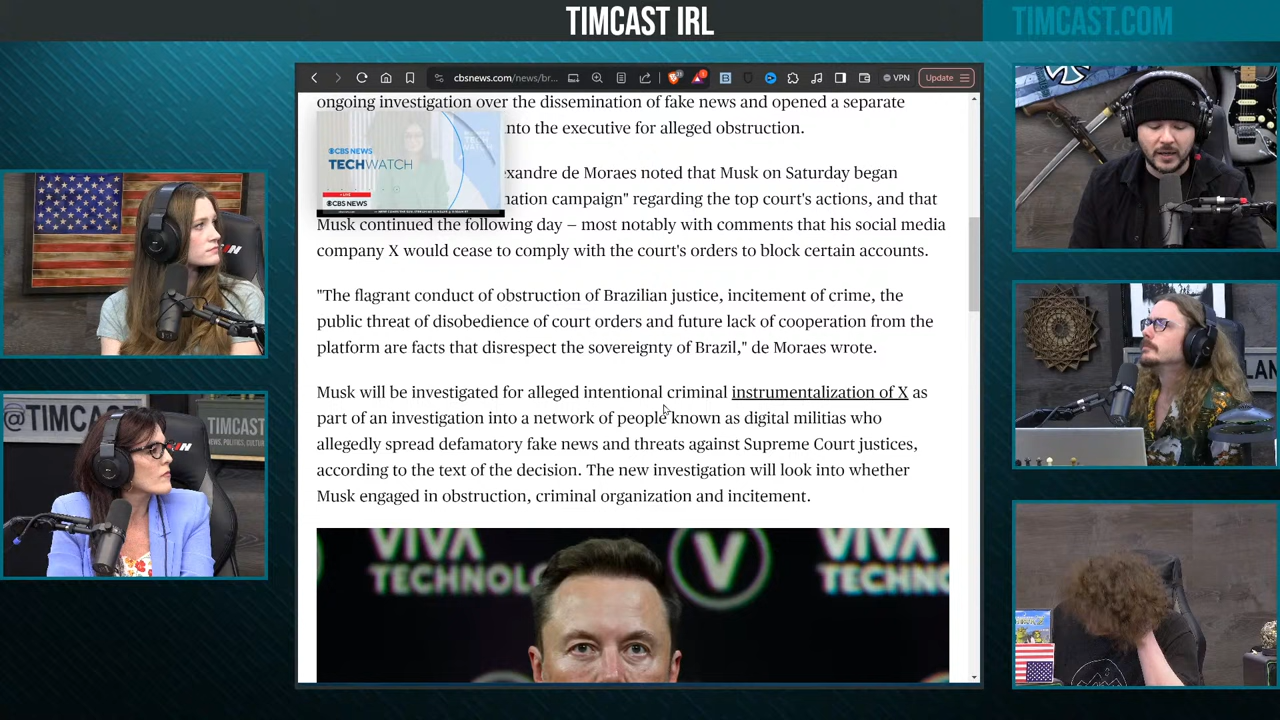 TIMCAST IRL
TIMCAST.COM
cbsnews.com/news/br...
VPN
Update
ongoing investigation over the dissemination of fake news and opened a separate
nto the executive for alleged obstruction.
exandre de Moraes noted that Musk on Saturday began
nation campaign" regarding the top court's actions, and that
Musk continued the following day – most notably with comments that his social media
company X would cease to comply with the court's orders to block certain accounts.
CBS NEWS
TECHWATCH
LIVE
CBS NEWS
"The flagrant conduct of obstruction of Brazilian justice, incitement of crime, the
public threat of disobedience of court orders and future lack of cooperation from the
platform are facts that disrespect the sovereignty of Brazil," de Moraes wrote.
Musk will be investigated for alleged intentional criminal instrumentalization of X as
part of an investigation into a network of people known as digital militias who
allegedly spread defamatory fake news and threats against Supreme Court justices,
according to the text of the decision. The new investigation will look into whether
Musk engaged in obstruction, criminal organization and incitement.
VIVA
TECHNOLO
V
VIVA
TECHNOLO
@TIMCAST
TIMCAST